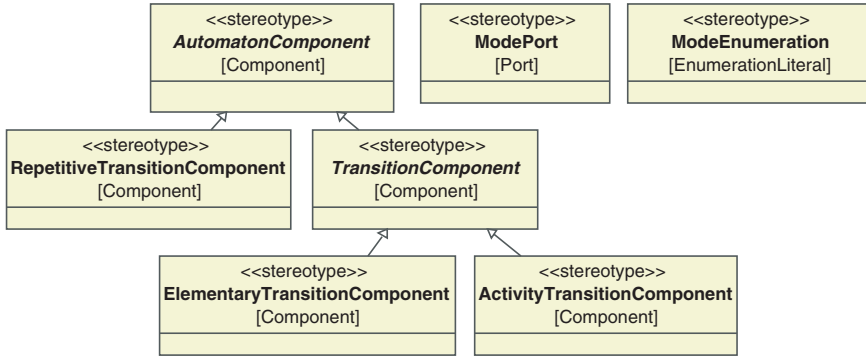 <<stereotype>>
AutomatonComponent
[Component]
<<stereotype>>
ModePort
[Port]
<<stereotype>>
ModeEnumeration
[EnumerationLiteral]
<<stereotype>>
RepetitiveTransitionComponent
[Component]
<<stereotype>>
TransitionComponent
[Component]
<<stereotype>>
ElementaryTransitionComponent
[Component]
<<stereotype>>
ActivityTransitionComponent
[Component]